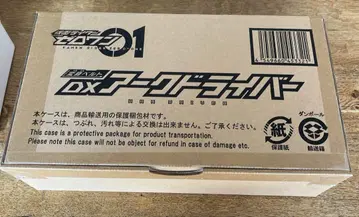 仮面ライダー
ゼロワン01
KAMEN RIDER ZERO-ONE
変身ベルト
DXアークドライバー
本ケースは、商品輸送用の保護梱包材です。
本ケースは、つぶれ、汚れ等による交換は出来ません。ご了承ください。
This case is a protective package for product transportation.
Please note this case will not be object for refund in case of damage etc.
紙
保護紙
ダンボール
輸送箱